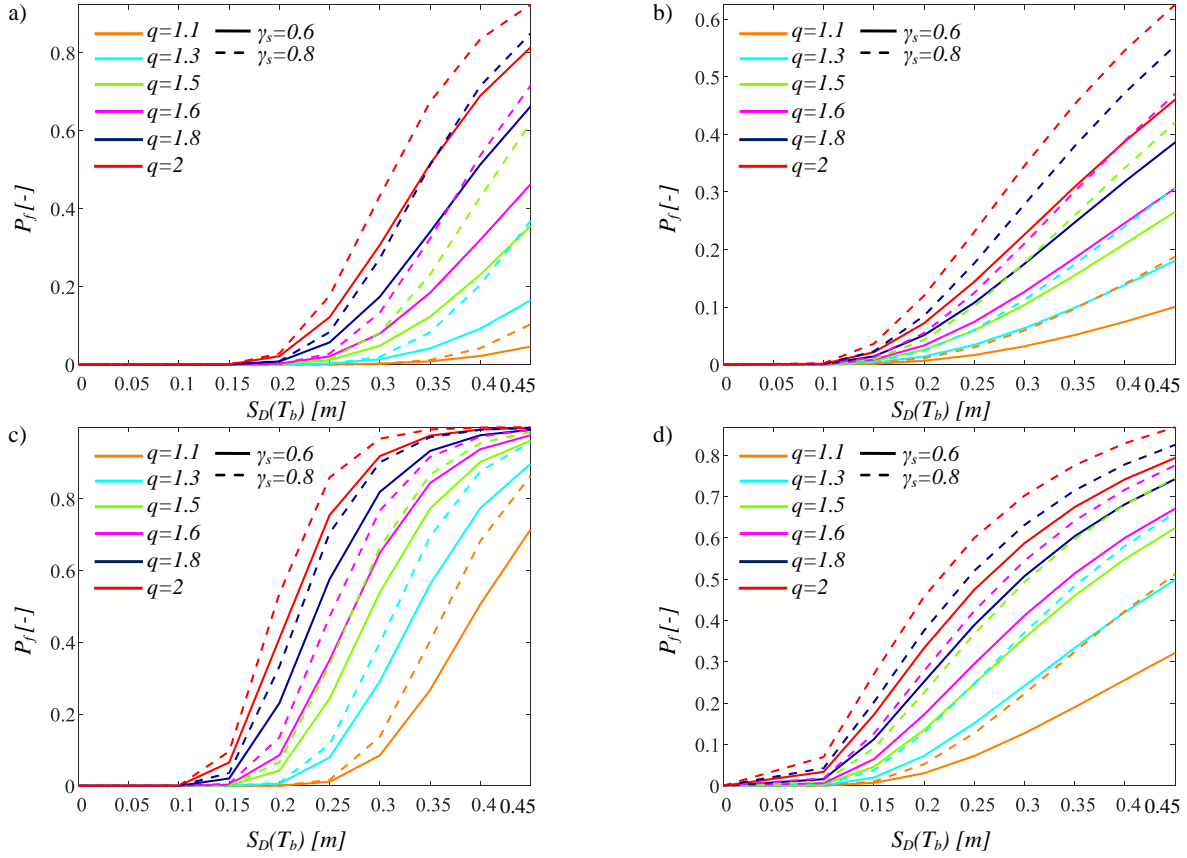 a)
q=1.1
q=1.3
q=1.5
q=1.6
q=1.8
q=2
γs=0.6
γs=0.8
Pf [-]
0.8
0.6
0.4
0.2
0
0 0.05 0.1 0.15 0.2 0.25 0.3 0.35 0.4 0.45
SD(Tb) [m]
b)
q=1.1
q=1.3
q=1.5
q=1.6
q=1.8
q=2
γs=0.6
γs=0.8
Pf [-]
0.6
0.5
0.4
0.3
0.2
0.1
0
0 0.05 0.1 0.15 0.2 0.25 0.3 0.35 0.4 0.45
SD(Tb) [m]
c)
q=1.1
q=1.3
q=1.5
q=1.6
q=1.8
q=2
γs=0.6
γs=0.8
Pf [-]
0.8
0.6
0.4
0.2
0
0 0.05 0.1 0.15 0.2 0.25 0.3 0.35 0.4 0.45
SD(Tb) [m]
d)
q=1.1
q=1.3
q=1.5
q=1.6
q=1.8
q=2
γs=0.6
γs=0.8
Pf [-]
0.8
0.7
0.6
0.5
0.4
0.3
0.2
0.1
0
0 0.05 0.1 0.15 0.2 0.25 0.3 0.35 0.4 0.45
SD(Tb) [m]